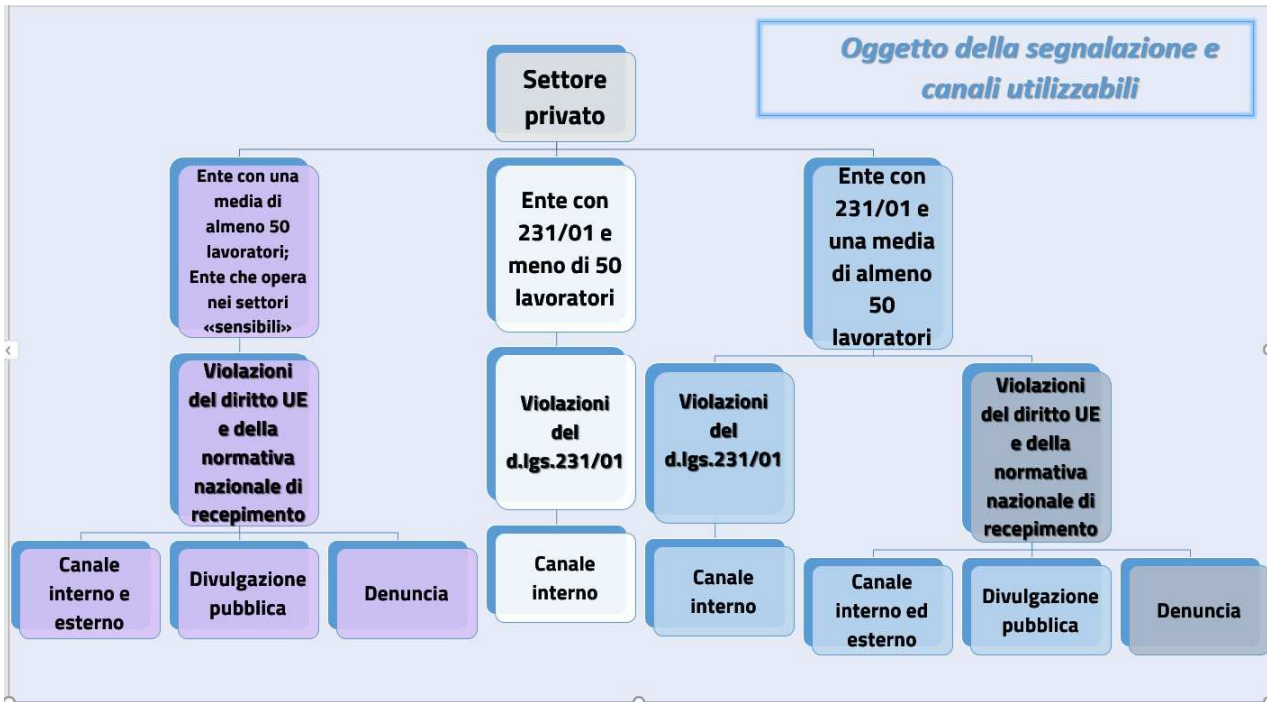 Oggetto della segnalazione e
canali utilizzabili
Settore
privato
Ente con una
media di
almeno 50
lavoratori;
Ente che opera
nei settori
«sensibili»
Ente con
231/01 e
meno di 50
lavoratori
Ente con
231/01 e
una media
di almeno
50
lavoratori
Violazioni
del diritto UE
e della
normativa
nazionale di
recepimento
Violazioni
del
d.lgs.231/01
Violazioni
del
d.lgs.231/01
Violazioni
del diritto UE
e della
normativa
nazionale di
recepimento
Canale
interno e
esterno
Divulgazione
pubblica
Denuncia
Canale
interno
Canale
interno
Canale
interno ed
esterno
Divulgazione
pubblica
Denuncia